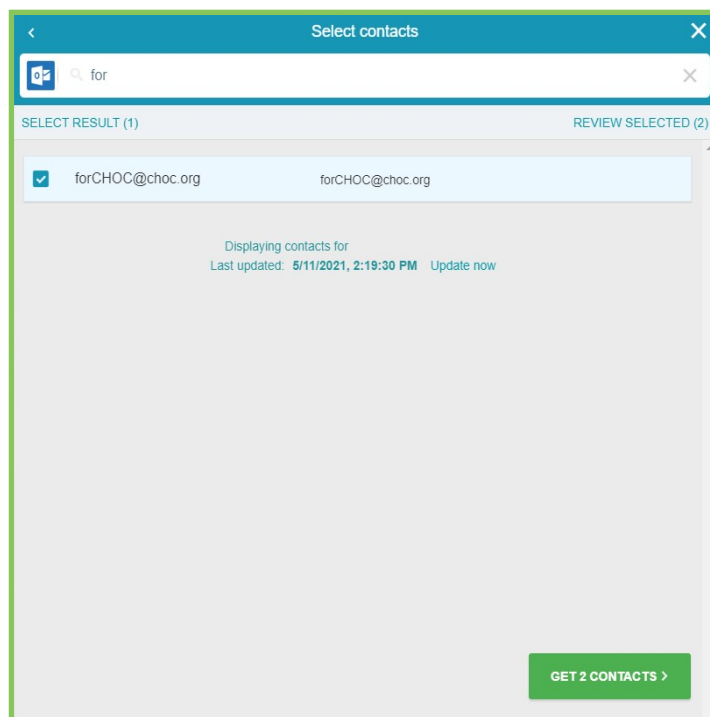 Select contacts
for
SELECT RESULT (1) REVIEW SELECTED (2)
forCHOC@choc.org forCHOC@choc.org
Displaying contacts for
Last updated: 5/11/2021, 2:19:30 PM Update now
GET 2 CONTACTS >